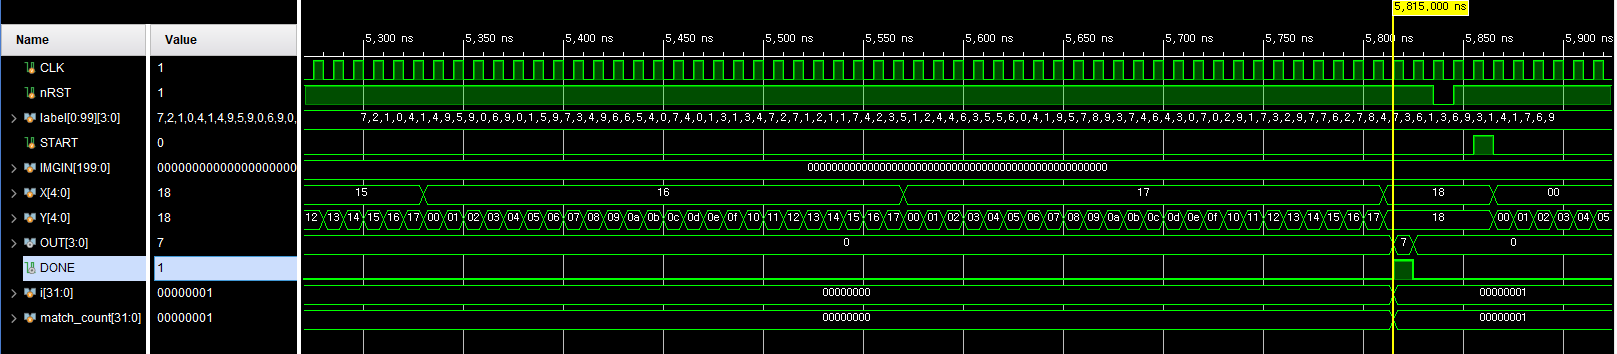 5,815,000 ns
Name Value
5,300 ns 5,350 ns 5,400 ns 5,450 ns 5,500 ns 5,550 ns 5,600 ns 5,650 ns 5,700 ns 5,750 ns 5,800 ns 5,850 ns 5,900 ns
CLK 1
nRST 1
label[0:99][3:0] 7,2,1,0,4,1,4,9,5,9,0,6,9,0, 7,2,1,0,4,1,4,9,5,9,0,6,9,0,1,5,9,7,3,4,9,6,6,5,4,0,7,4,0,1,3,1,3,4,7,2,7,1,2,1,1,7,4,2,3,5,1,2,4,4,6,3,5,5,6,0,4,1,9,5,7,8,9,3,7,4,6,4,3,0,7,0,2,9,1,7,3,2,9,7,7,6,2,7,8,4,7,3,6,1,3,6,9,3,1,4,1,7,6,9
START 0
IMGIN[199:0] 00000000000000000000 00000000000000000000000000000000000000000000000000
X[4:0] 18 15 16 17 18 00
Y[4:0] 18 12 13 14 15 16 17 00 01 02 03 04 05 06 07 08 09 0a 0b 0c 0d 0e 0f 10 11 12 13 14 15 16 17 00 01 02 03 04 05 06 07 08 09 0a 0b 0c 0d 0e 0f 10 11 12 13 14 15 16 17 18 00 01 02 03 04 05
OUT[3:0] 7 0 7 0
DONE 1
i[31:0] 00000001 00000000 00000001
match_count[31:0] 00000001 00000000 00000001